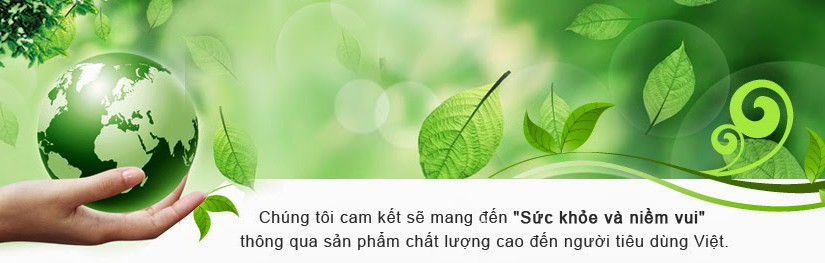 Chúng tôi cam kết sẽ mang đến "Sức khỏe và niềm vui"
thông qua sản phẩm chất lượng cao đến người tiêu dùng Việt.